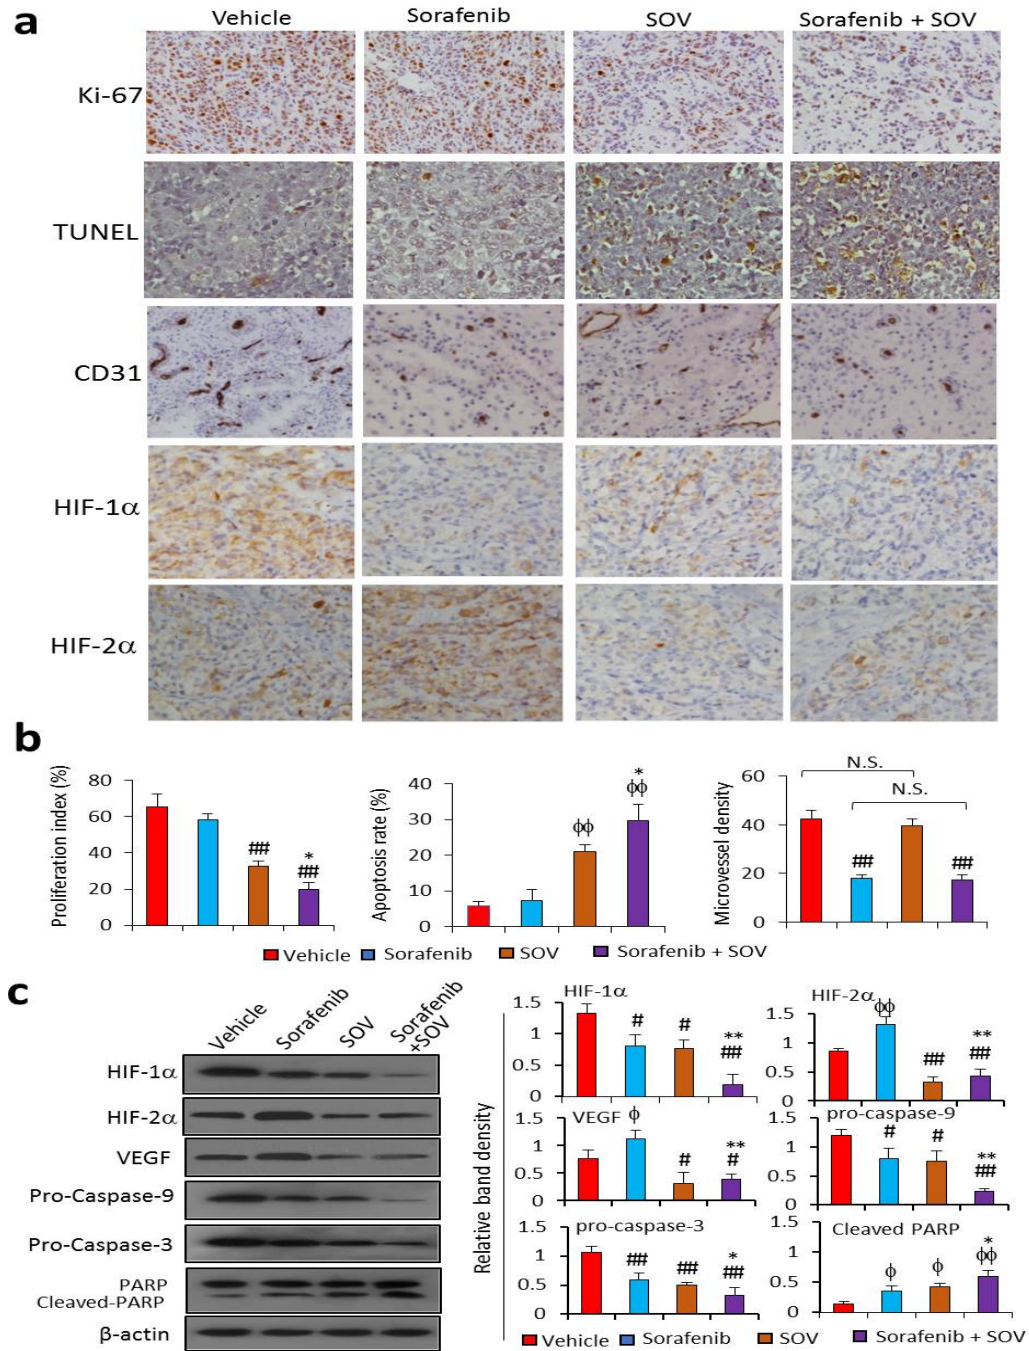 a
Vehicle Sorafenib SOV Sorafenib + SOV
Ki-67
TUNEL
CD31
HIF-1α
HIF-2α
b
Proliferation index (%)
80
60
40
20
0
##
*
##
Apoptosis rate (%)
40
30
20
10
0
ϕϕ
*
ϕϕ
Microvessel density
60
40
20
0
N.S.
N.S.
##
##
Vehicle Sorafenib SOV Sorafenib + SOV
c
Vehicle Sorafenib SOV Sorafenib
+SOV
HIF-1α
HIF-2α
VEGF
Pro-Caspase-9
Pro-Caspase-3
PARP
Cleaved-PARP
β-actin
Relative band density
HIF-1α
1.5
1
0.5
0
#
#
**
##
HIF-2α
1.5
1
0.5
0
ϕϕ
##
**
##
VEGF
1.5
1
0.5
0
ϕ
#
**
#
pro-caspase-9
1.5
1
0.5
0
#
#
**
##
pro-caspase-3
1.5
1
0.5
0
##
##
*
##
Cleaved PARP
1.5
1
0.5
0
ϕ
ϕ
*
ϕϕ
Vehicle Sorafenib SOV Sorafenib + SOV